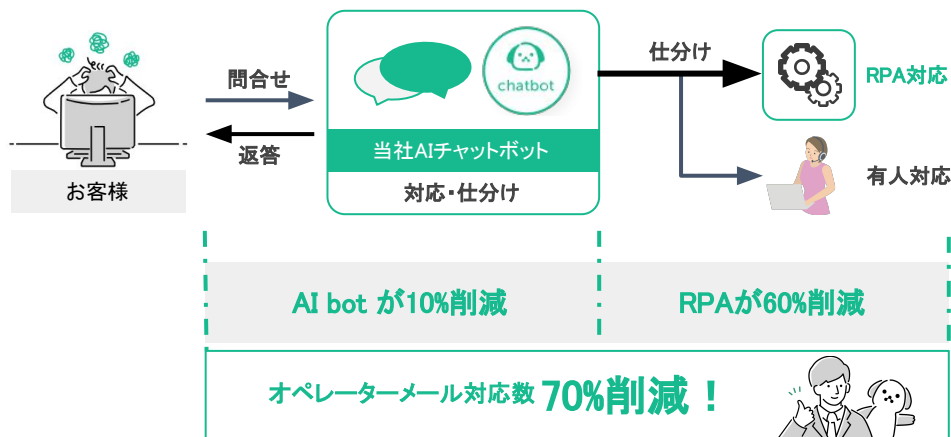 問合せ
返答
お客様
chatbot
当社AIチャットボット
対応・仕分け
仕分け
RPA対応
有人対応
AI bot が10%削減
RPAが60%削減
オペレーターメール対応数 70%削減！